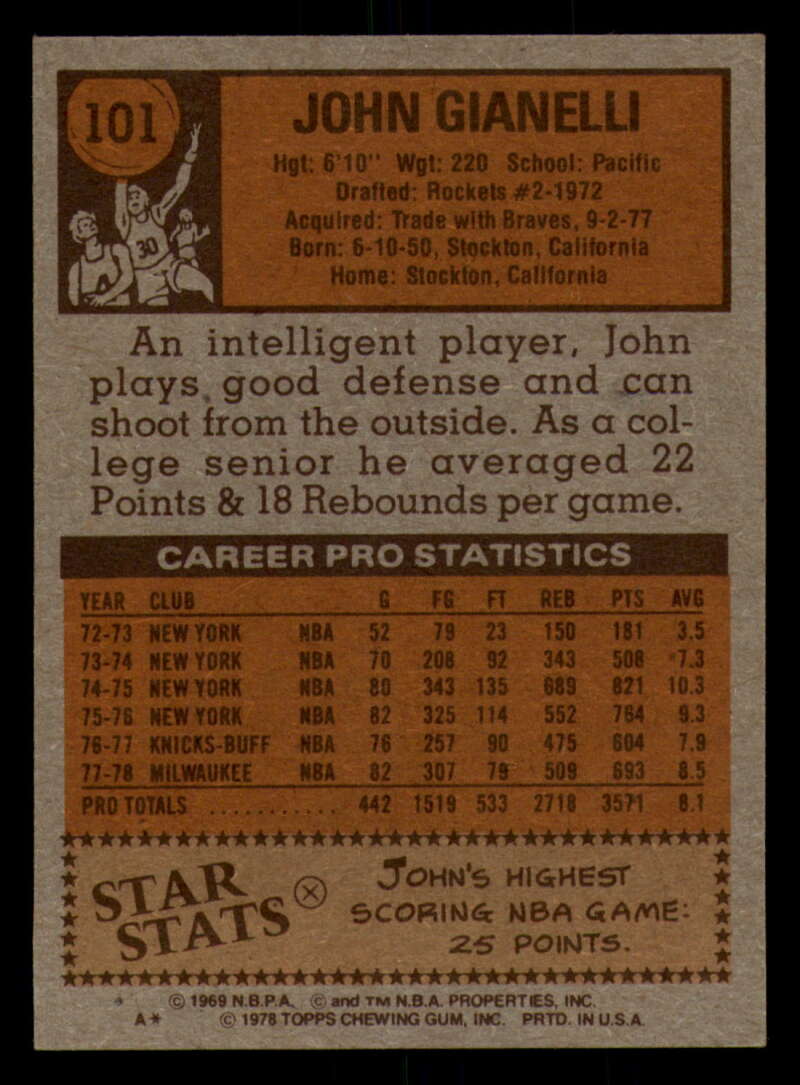 101
JOHN GIANELLI
Hgt: 6'10" Wgt: 220 School: Pacific
Drafted: Rockets #2-1972
Acquired: Trade with Braves, 9-2-77
Born: 6-10-50, Stockton, California
Home: Stockton, California
30
An intelligent player, John
plays good defense and can
shoot from the outside. As a col-
lege senior he averaged 22
Points & 18 Rebounds per game.
CAREER PRO STATISTICS
YEAR CLUB G FG FT REB PTS AVG
72-73 NEW YORK NBA 52 79 23 150 181 3.5
73-74 NEW YORK NBA 70 208 92 343 508 7.3
74-75 NEW YORK NBA 80 343 135 689 821 10.3
75-76 NEW YORK NBA 82 325 114 552 764 9.3
76-77 KNICKS-BUFF NBA 76 257 90 475 604 7.9
77-78 MILWAUKEE NBA 82 307 79 509 693 8.5
PRO TOTALS ............ 442 1519 533 2718 3571 8.1
STAR
STATS
JOHN'S HIGHEST
SCORING NBA GAME:
25 POINTS.
* © 1969 N.B.P.A. © and TM N.B.A. PROPERTIES, INC.
A* © 1978 TOPPS CHEWING GUM, INC. PRTD. IN U.S.A.